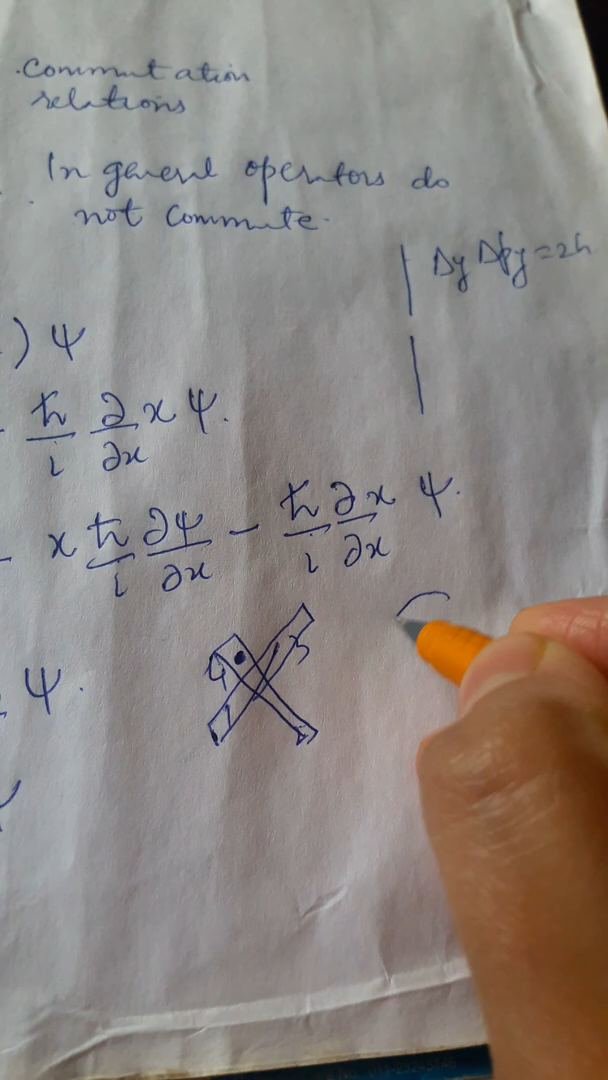 Commutation
relations
In general operators do
not commute.
Δy Δpy = 2h
) ψ
ħ/i ∂/∂x x ψ.
x ħ/i ∂ψ/∂x - ħ/i ∂x/∂x ψ.
ψ.